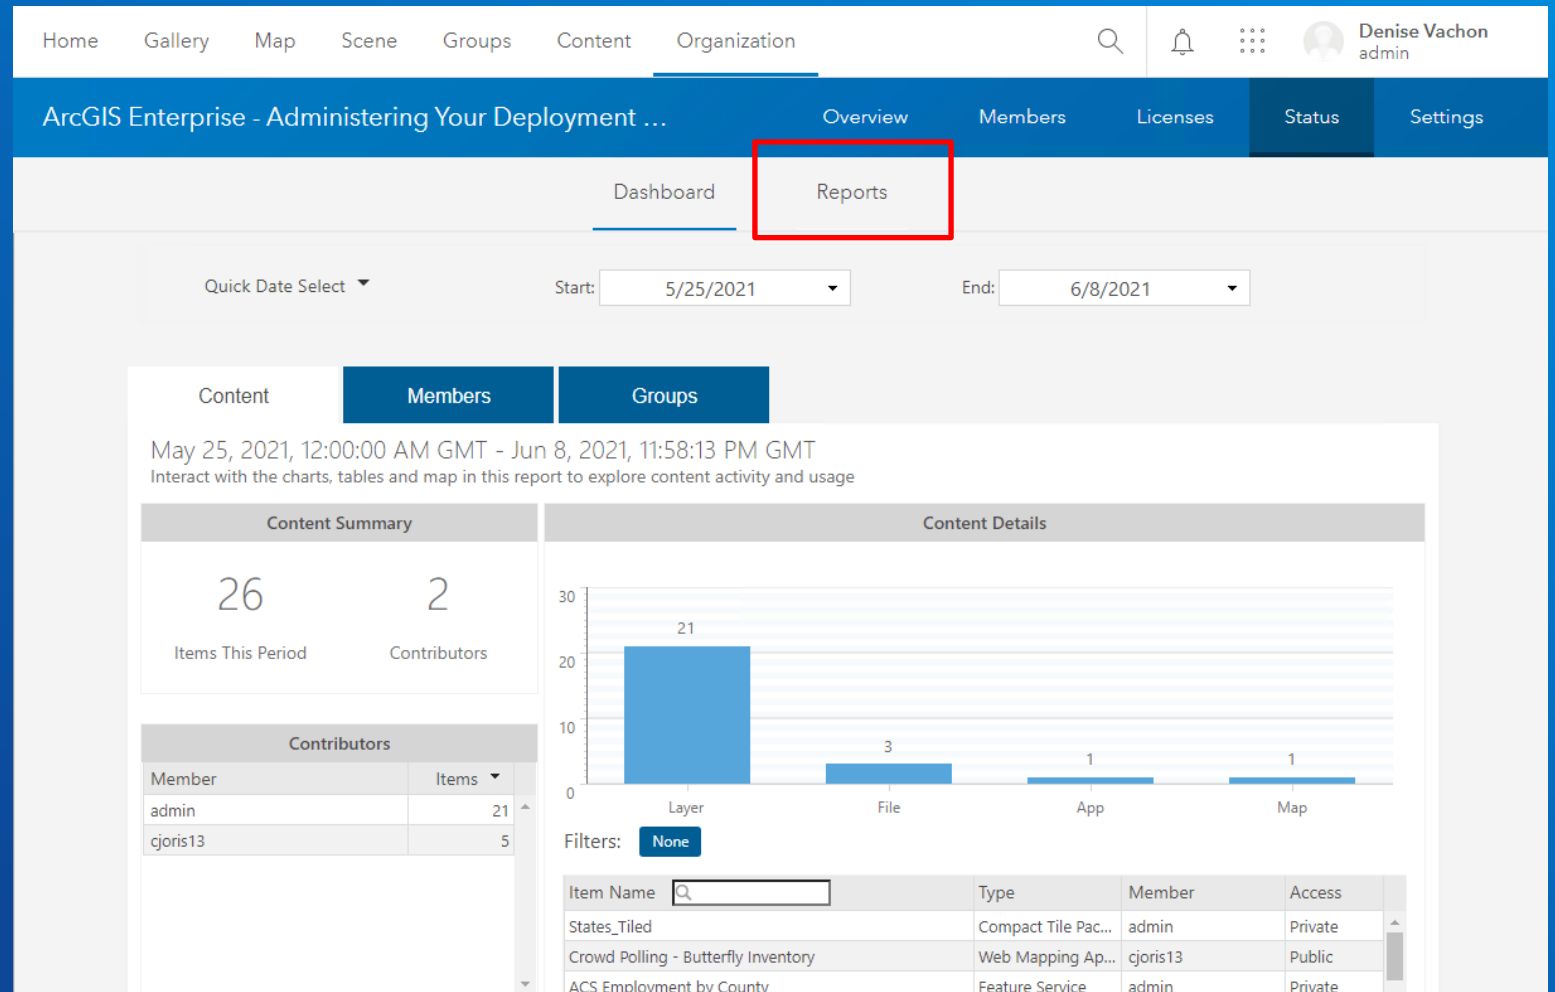 Home Gallery Map Scene Groups Content Organization Denise Vachon
admin
ArcGIS Enterprise - Administering Your Deployment ... Overview Members Licenses Status Settings
Dashboard Reports
Quick Date Select Start: 5/25/2021 End: 6/8/2021
Content Members Groups
May 25, 2021, 12:00:00 AM GMT - Jun 8, 2021, 11:58:13 PM GMT
Interact with the charts, tables and map in this report to explore content activity and usage
Content Summary
26 2
Items This Period Contributors
Contributors
Member Items
admin 21
cjoris13 5
Content Details
30
21
20
10
3
1
1
0
Layer File App Map
Filters: None
Item Name Type Member Access
States_Tiled Compact Tile Pac... admin Private
Crowd Polling - Butterfly Inventory Web Mapping Ap... cjoris13 Public
ACS Employment by County Feature Service admin Private